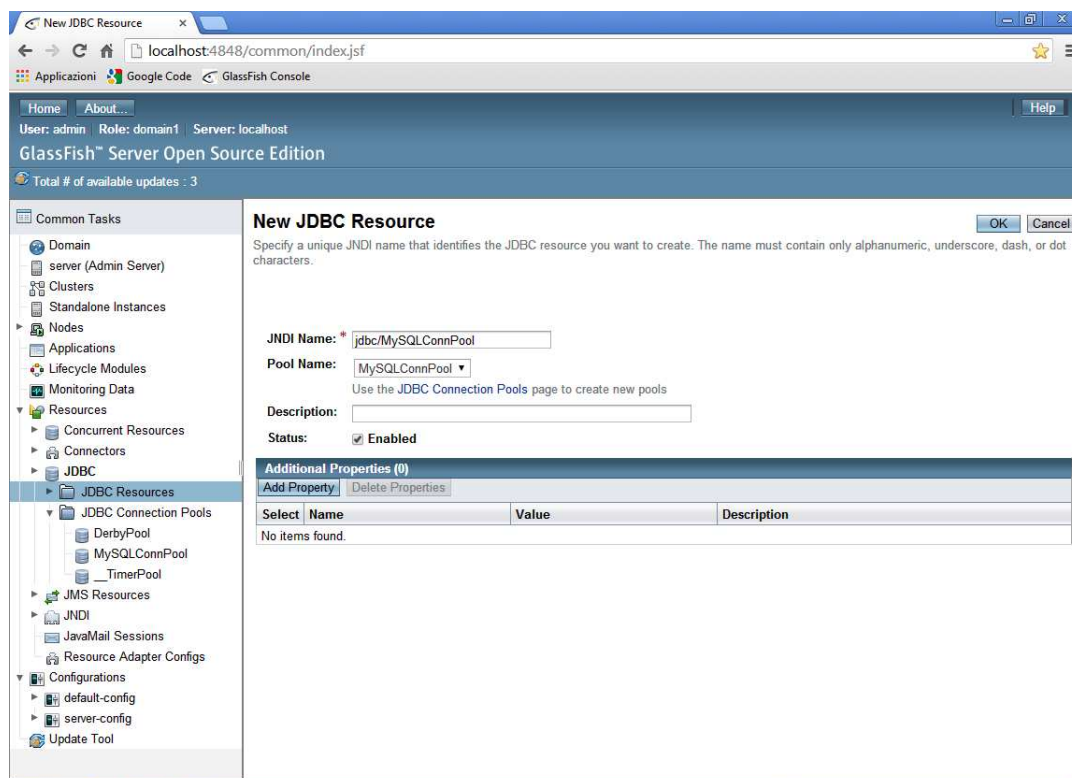 New JDBC Resource
localhost:4848/common/index.jsf
Applicazioni Google Code GlassFish Console
Home About... Help
User: admin Role: domain1 Server: localhost
GlassFish™ Server Open Source Edition
Total # of available updates : 3
Common Tasks
Domain
server (Admin Server)
Clusters
Standalone Instances
Nodes
Applications
Lifecycle Modules
Monitoring Data
Resources
Concurrent Resources
Connectors
JDBC
JDBC Resources
JDBC Connection Pools
DerbyPool
MySQLConnPool
__TimerPool
JMS Resources
JNDI
JavaMail Sessions
Resource Adapter Configs
Configurations
default-config
server-config
Update Tool
New JDBC Resource
OK Cancel
Specify a unique JNDI name that identifies the JDBC resource you want to create. The name must contain only alphanumeric, underscore, dash, or dot
characters.
JNDI Name: * jdbc/MySQLConnPool
Pool Name: MySQLConnPool
Use the JDBC Connection Pools page to create new pools
Description:
Status: Enabled
Additional Properties (0)
Add Property Delete Properties
Select Name Value Description
No items found.